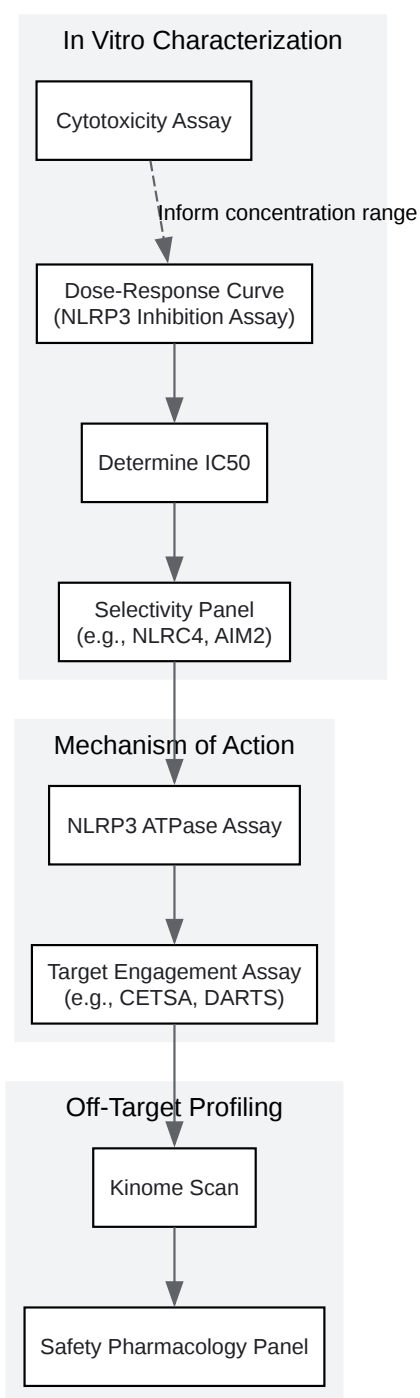 In Vitro Characterization
Cytotoxicity Assay
Inform concentration range
Dose-Response Curve
(NLRP3 Inhibition Assay)
Determine IC50
Selectivity Panel
(e.g., NLRC4, AIM2)
Mechanism of Action
NLRP3 ATPase Assay
Target Engagement Assay
(e.g., CETSA, DARTS)
Off-Target Profiling
Kinome Scan
Safety Pharmacology Panel